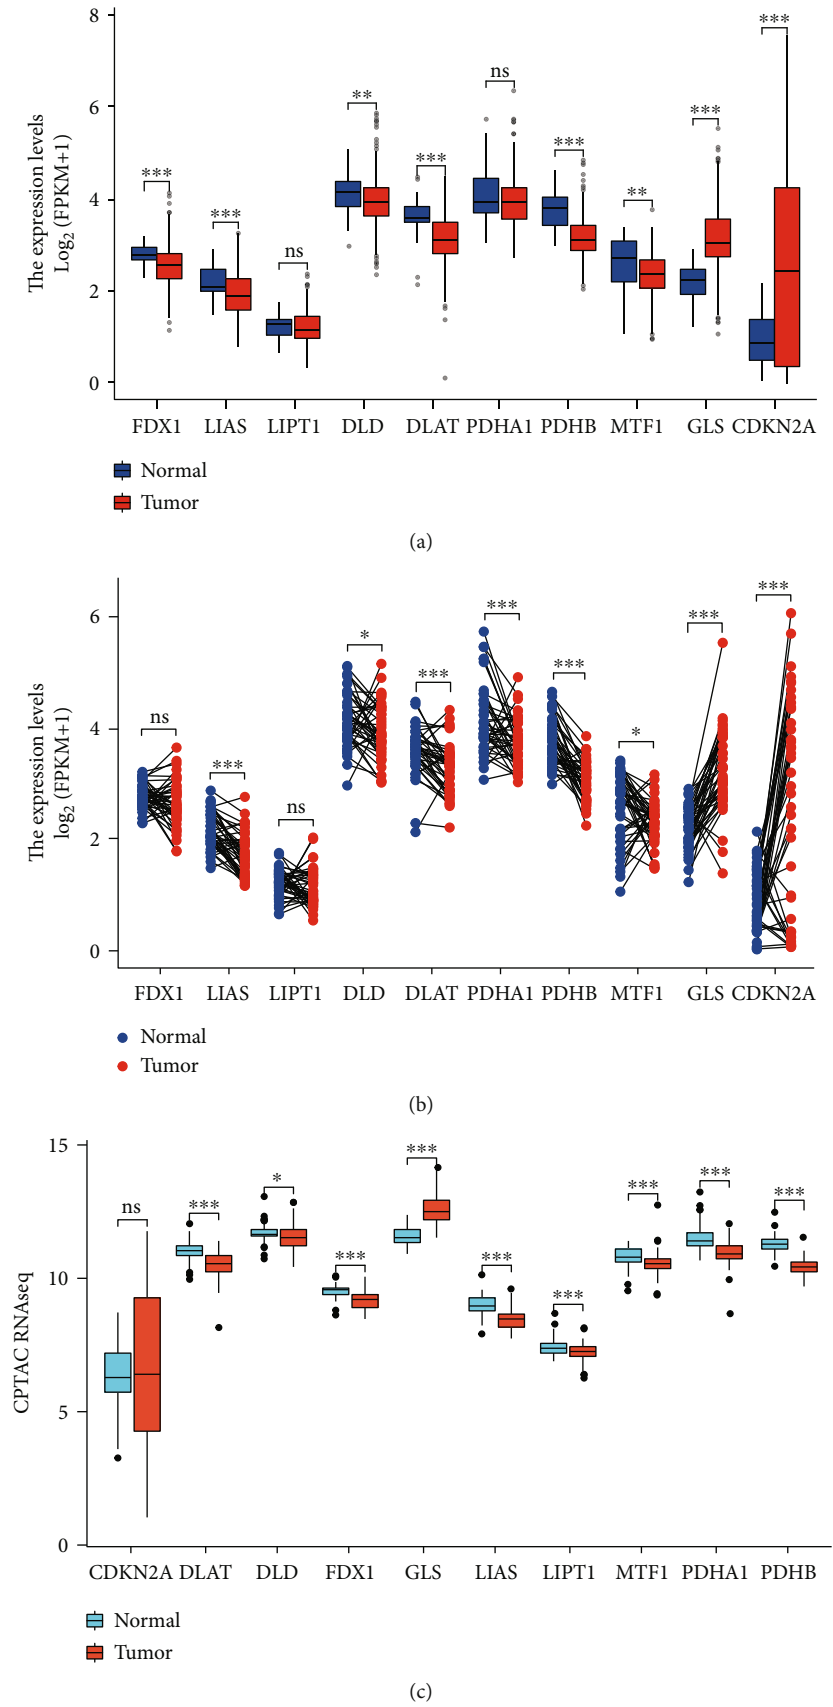 8
6
4
2
0
The expression levels
Log2 (FPKM+1)
***
***
ns
**
***
ns
***
**
***
***
FDX1 LIAS LIPT1 DLD DLAT PDHA1 PDHB MTF1 GLS CDKN2A
Normal
Tumor
(a)
6
4
2
0
The expression levels
log2 (FPKM+1)
ns
***
ns
*
***
***
***
*
***
***
FDX1 LIAS LIPT1 DLD DLAT PDHA1 PDHB MTF1 GLS CDKN2A
Normal
Tumor
(b)
15
10
5
0
CPTAC RNAseq
ns
***
*
***
***
***
***
***
***
***
CDKN2A DLAT DLD FDX1 GLS LIAS LIPT1 MTF1 PDHA1 PDHB
Normal
Tumor
(c)